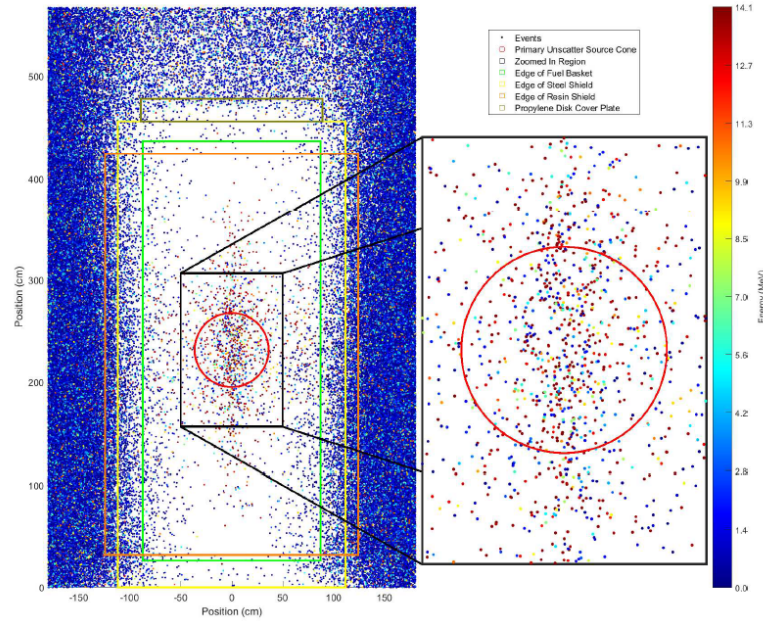 Events
Primary Unscatter Source Cone
Zoomed In Region
Edge of Fuel Basket
Edge of Steel Shield
Edge of Rosin Shield
Propylene Disk Cover Plate
500
400
300
200
100
0
Position (cm)
-150 -100 -50 0 50 100 150
Position (cm)
14.1
12.7
11.3
9.9
8.5
7.0
5.6
4.2
2.8
1.4
0.0
Energy (MeV)